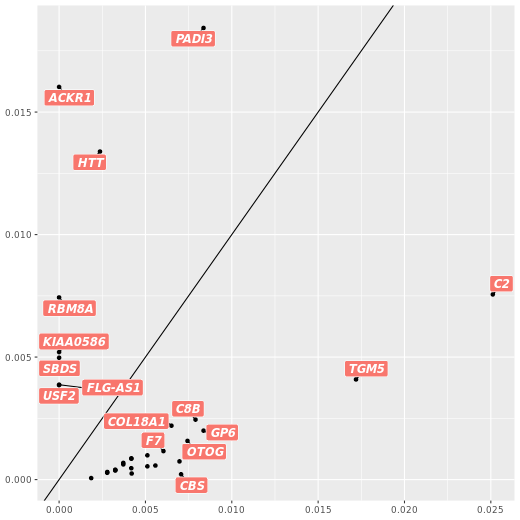 PADI3
ACKR1
0.015
HTT
0.010
C2
RBM8A
KIAA0586
0.005
SBDS
TGM5
FLG-AS1
USF2
C8B
COL18A1
GP6
F7
OTOG
0.000
CBS
0.000 0.005 0.010 0.015 0.020 0.025